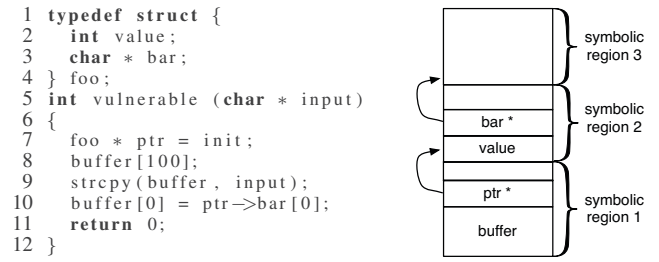 1 typedef struct {
2 int value;
3 char * bar;
4 } foo;
5 int vulnerable (char * input)
6 {
7 foo * ptr = init;
8 buffer[100];
9 strcpy(buffer, input);
10 buffer[0] = ptr->bar[0];
11 return 0;
12 }
symbolic
region 3
symbolic
region 2
bar *
value
symbolic
region 1
ptr *
buffer